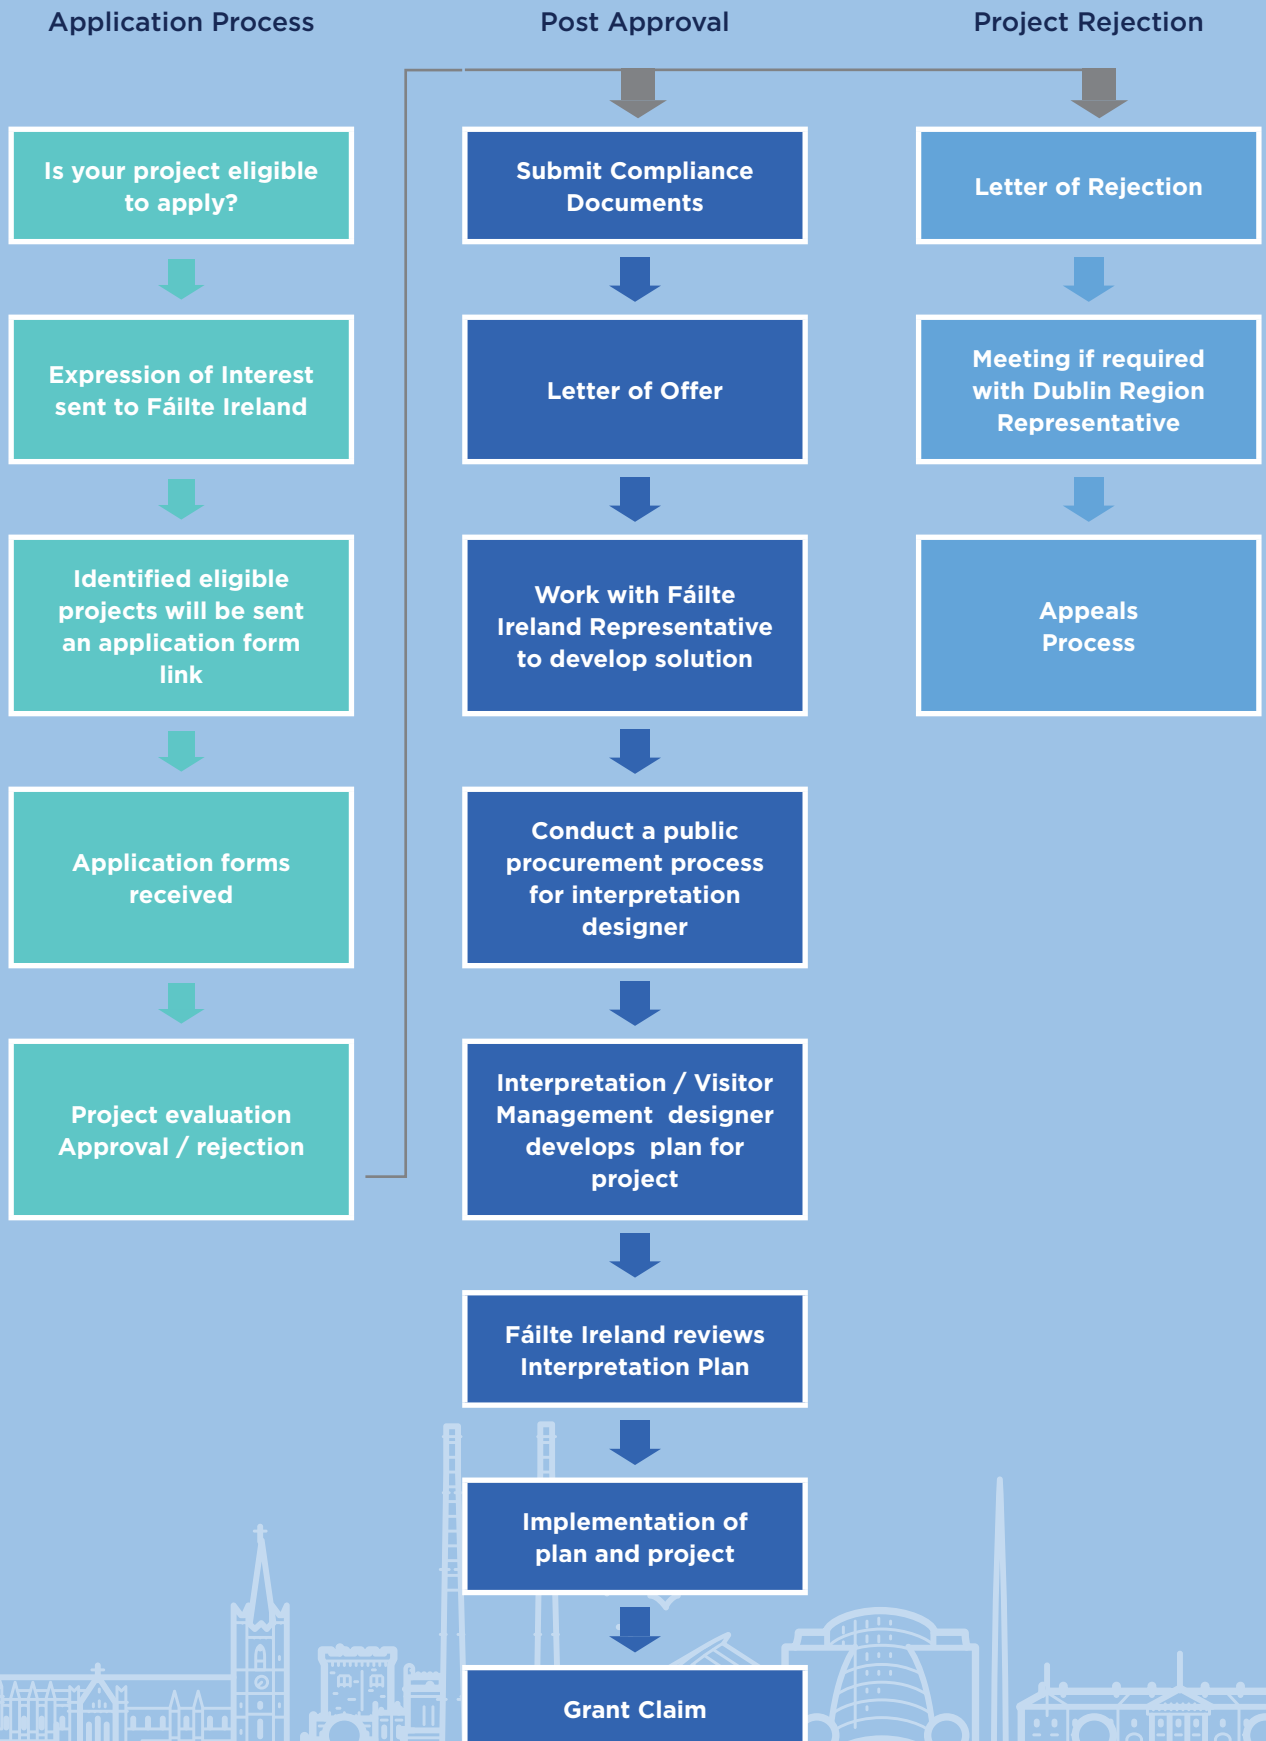 Application Process
Is your project eligible
to apply?
Expression of Interest
sent to Fáilte Ireland
Identified eligible
projects will be sent
an application form
link
Application forms
received
Project evaluation
Approval / rejection
Post Approval
Submit Compliance
Documents
Letter of Offer
Work with Fáilte
Ireland Representative
to develop solution
Conduct a public
procurement process
for interpretation
designer
Interpretation / Visitor
Management designer
develops plan for
project
Fáilte Ireland reviews
Interpretation Plan
Implementation of
plan and project
Grant Claim
Project Rejection
Letter of Rejection
Meeting if required
with Dublin Region
Representative
Appeals
Process